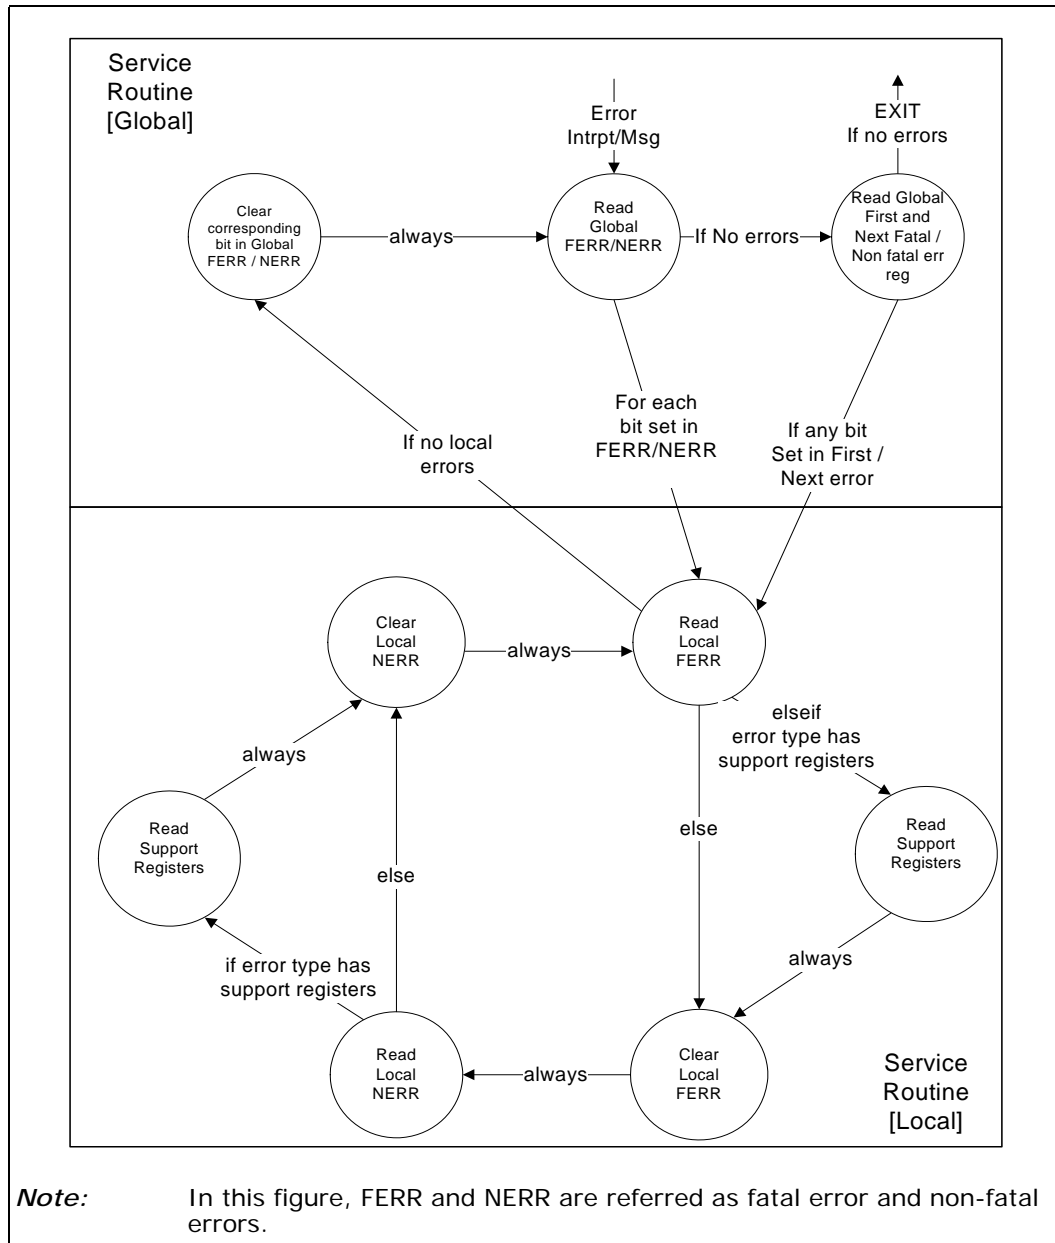 Service
Routine
[Global]
Error
Intrpt/Msg
EXIT
If no errors
Clear
corresponding
bit in Global
FERR / NERR
always
Read
Global
FERR/NERR
If No errors
Read Global
First and
Next Fatal /
Non fatal err
reg
If no local
errors
For each
bit set in
FERR/NERR
If any bit
Set in First /
Next error
Clear
Local
NERR
always
Read
Local
FERR
elseif
error type has
support registers
always
Read
Support
Registers
else
else
Read
Support
Registers
if error type has
support registers
always
Read
Local
NERR
always
Clear
Local
FERR
Service
Routine
[Local]
Note: In this figure, FERR and NERR are referred as fatal error and non-fatal
errors.